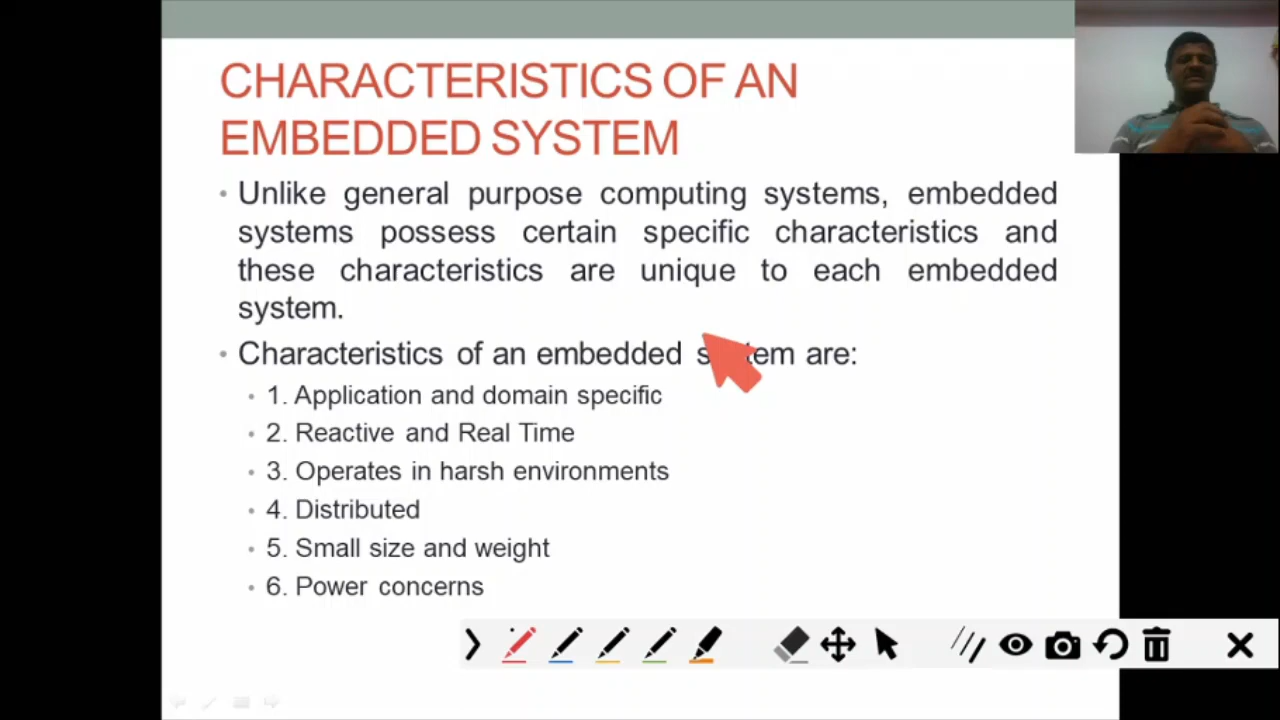 CHARACTERISTICS OF AN
EMBEDDED SYSTEM
• Unlike general purpose computing systems, embedded
systems possess certain specific characteristics and
these characteristics are unique to each embedded
system.
• Characteristics of an embedded system are:
• 1. Application and domain specific
• 2. Reactive and Real Time
• 3. Operates in harsh environments
• 4. Distributed
• 5. Small size and weight
• 6. Power concerns